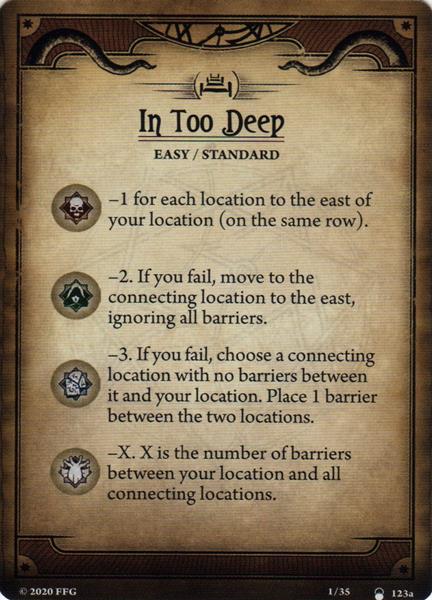 In Too Deep
EASY / STANDARD
–1 for each location to the east of
your location (on the same row).
–2. If you fail, move to the
connecting location to the east,
ignoring all barriers.
–3. If you fail, choose a connecting
location with no barriers between
it and your location. Place 1 barrier
between the two locations.
–X. X is the number of barriers
between your location and all
connecting locations.
© 2020 FFG 1/35 123a